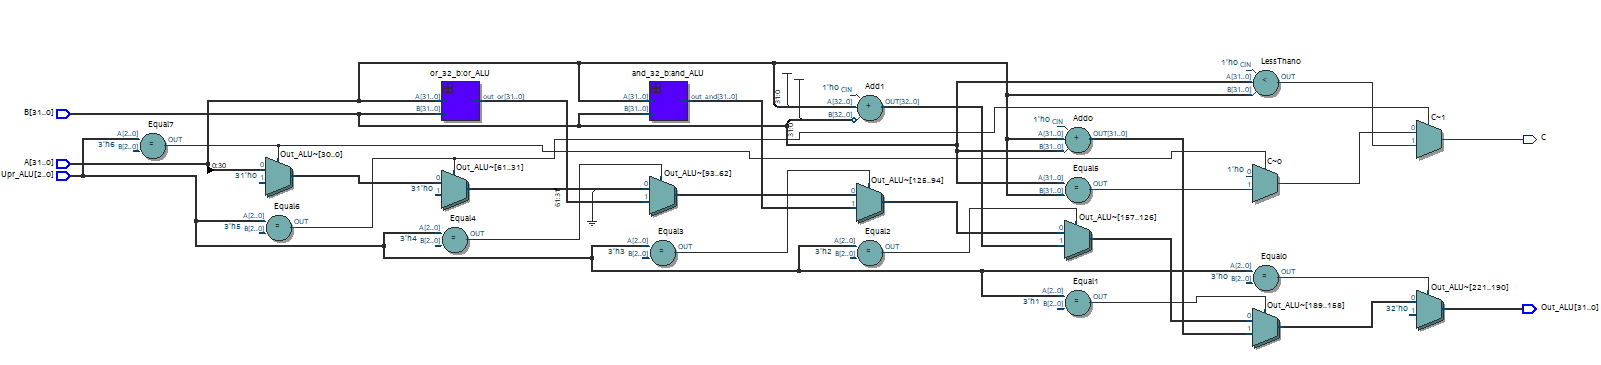 or_32_b:or_ALU
A[31..0]
B[31..0]
out or[31..0]
and_32_b:and_ALU
A[31..0]
B[31..0]
out and[31..0]
31:0
31:0
Add1
1'h0 CIN
A[32..0]
B[32..0]
+
OUT[32..0]
LessThan0
1'h0 CIN
A[31..0]
B[31..0]
<
OUT
Add0
1'h0 CIN
A[31..0]
B[31..0]
+
OUT[31..0]
C~1
0
1
C
B[31..0]
Equal7
A[2..0]
3'h6 B[2..0]
=
OUT
A[31..0]
Upr_ALU[2..0]
Out_ALU~[30..0]
0:30
0
31'h0
1
Out_ALU~[61..31]
0
31'h0
1
61:31
Out_ALU~[93..62]
0
1
Out_ALU~[125..94]
0
1
Equal5
A[31..0]
B[31..0]
=
OUT
C~0
1'h0
0
1
Equal6
A[2..0]
3'h5 B[2..0]
=
OUT
Equal4
A[2..0]
3'h4 B[2..0]
=
OUT
Equal3
A[2..0]
3'h3 B[2..0]
=
OUT
Equal2
A[2..0]
3'h2 B[2..0]
=
OUT
Out_ALU~[157..126]
0
1
Equal0
A[2..0]
3'h0 B[2..0]
=
OUT
Equal1
A[2..0]
3'h1 B[2..0]
=
OUT
Out_ALU~[189..158]
0
1
Out_ALU~[221..190]
0
32'h0
1
Out_ALU[31..0]